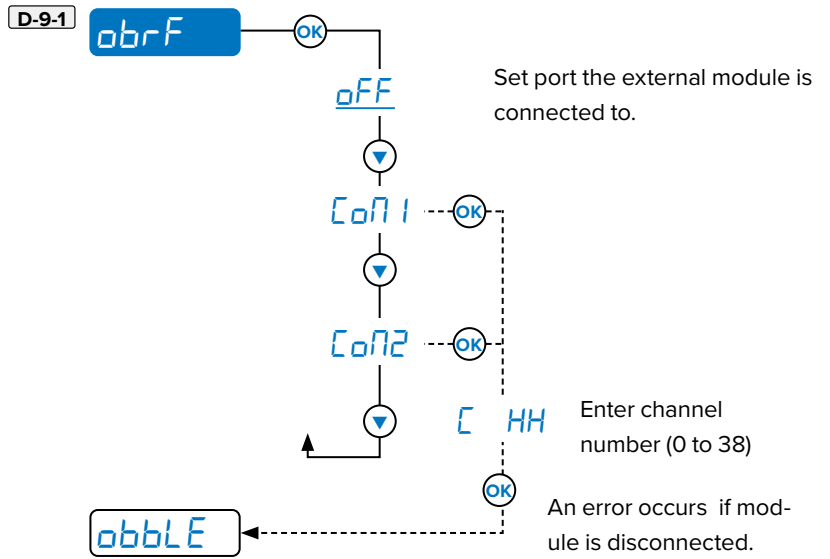 D-9-1
obrF
OK
oFF
Set port the external module is
connected to.
CoM1
OK
CoM2
OK
C HH
Enter channel
number (0 to 38)
OK
An error occurs if mod-
ule is disconnected.
obbLE